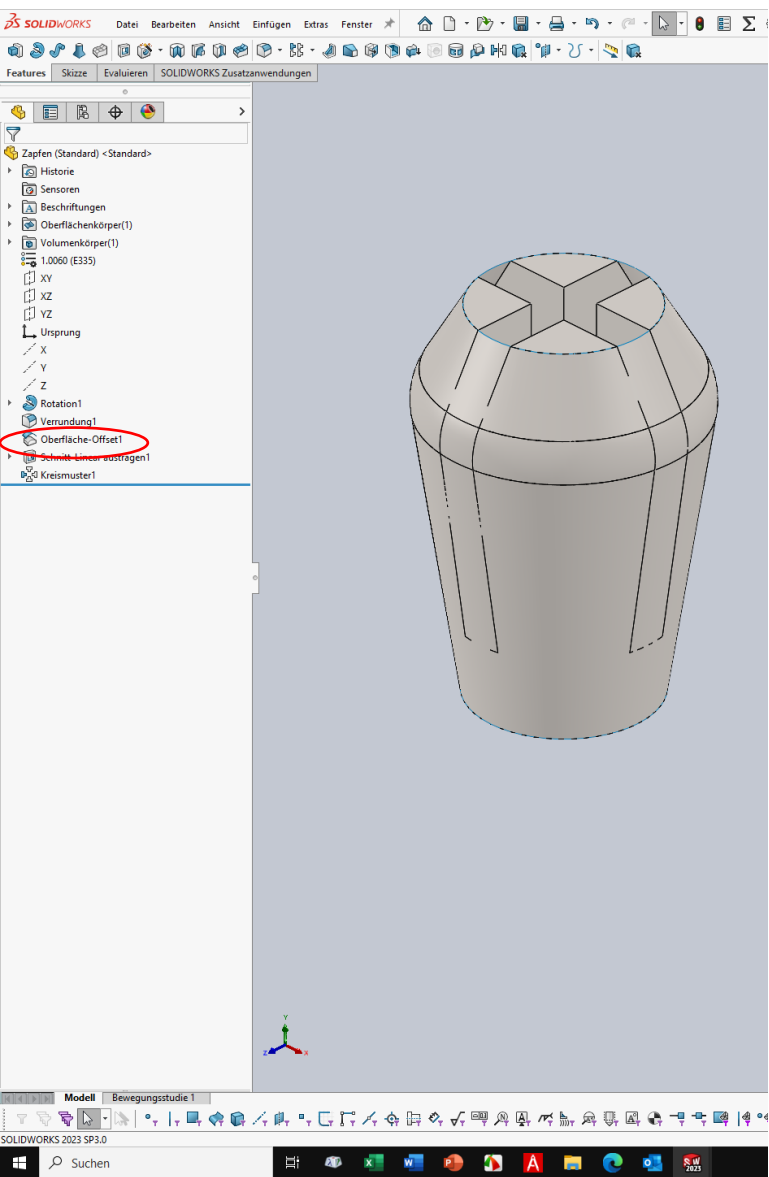 SOLIDWORKS Datei Bearbeiten Ansicht Einfügen Extras Fenster
Features Skizze Evaluieren SOLIDWORKS Zusatzanwendungen
Zapfen (Standard) <Standard>
Historie
Sensoren
Beschriftungen
Oberflächenkörper(1)
Volumenkörper(1)
1.0060 (E335)
XY
XZ
YZ
Ursprung
X
Y
Z
Rotation1
Verrundung1
Oberfläche-Offset1
Schnitt-Linear austragen1
Kreismuster1
Y
Z X
Modell Bewegungsstudie 1
SOLIDWORKS 2023 SP3.0
Suchen
SW 2023